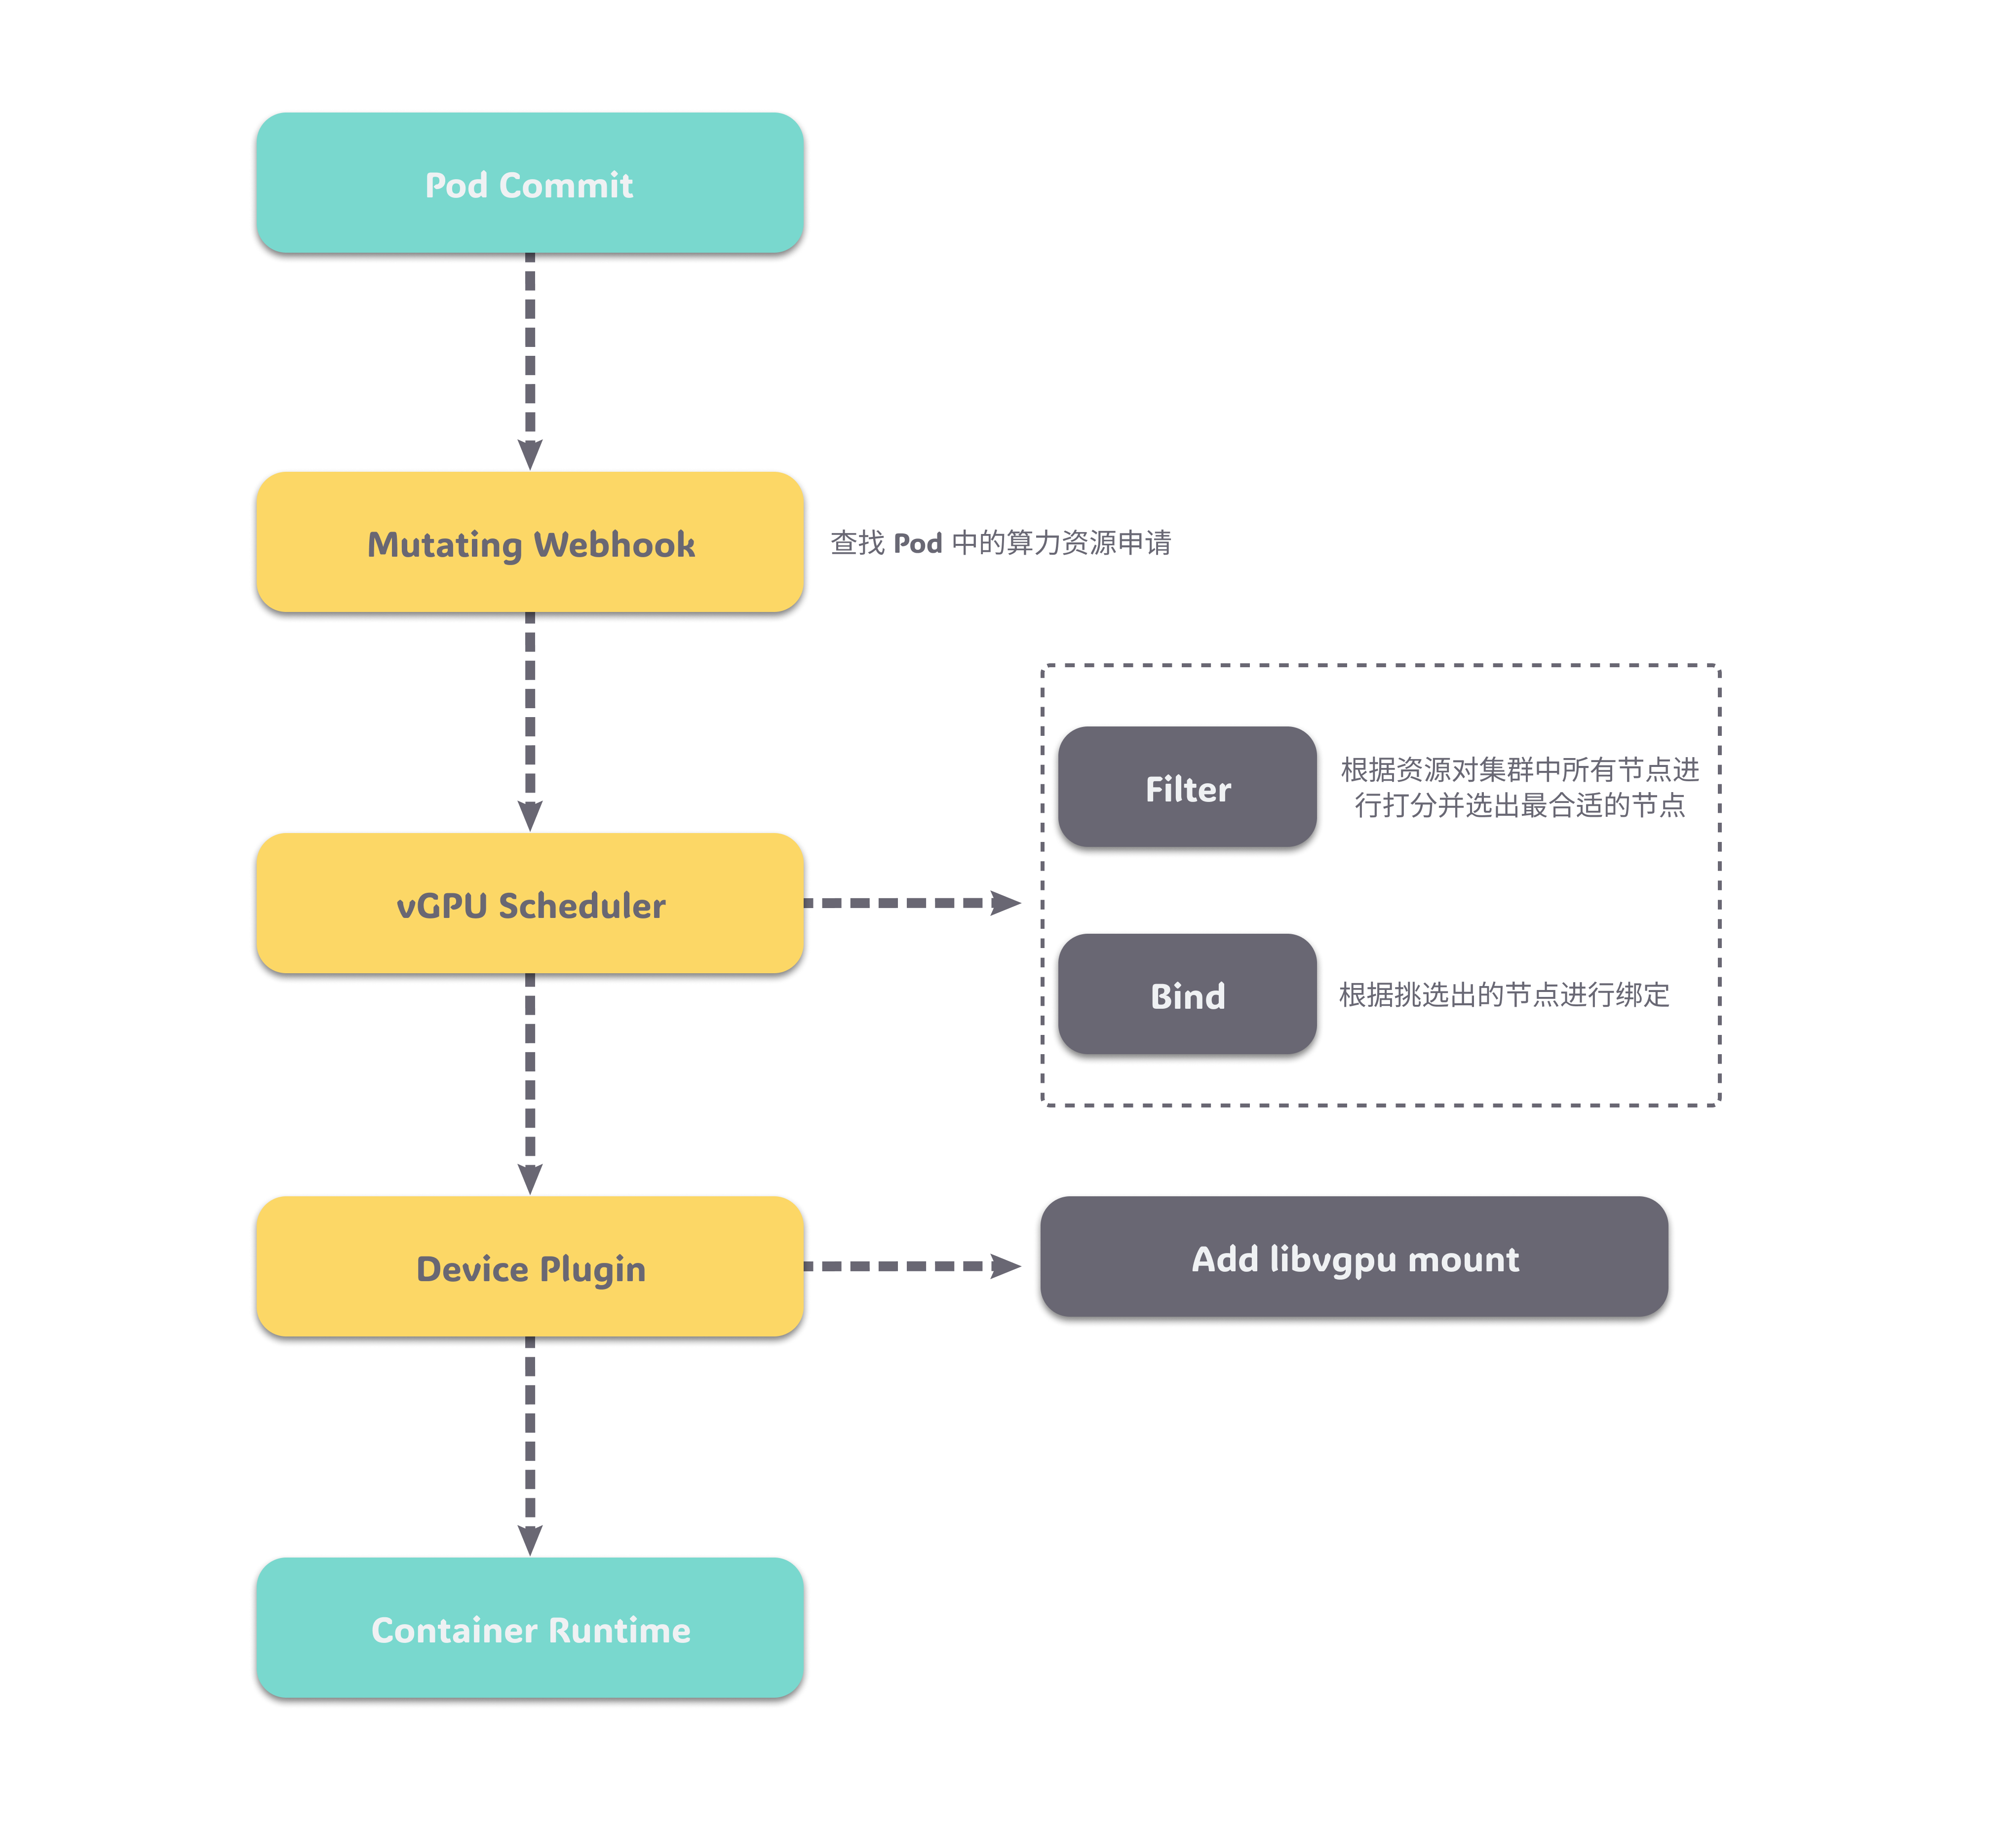 Pod Commit
Mutating Webhook
查找 Pod 中的算力资源申请
vGPU Scheduler
Filter
根据资源对集群中所有节点进
行打分并选出最合适的节点
Bind
根据挑选出的节点进行绑定
Device Plugin
Add libvgpu mount
Container Runtime